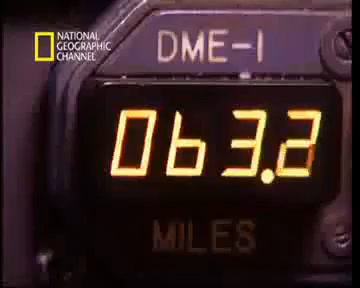 NATIONAL
GEOGRAPHIC
CHANNEL
DME-1
063.2
MILES